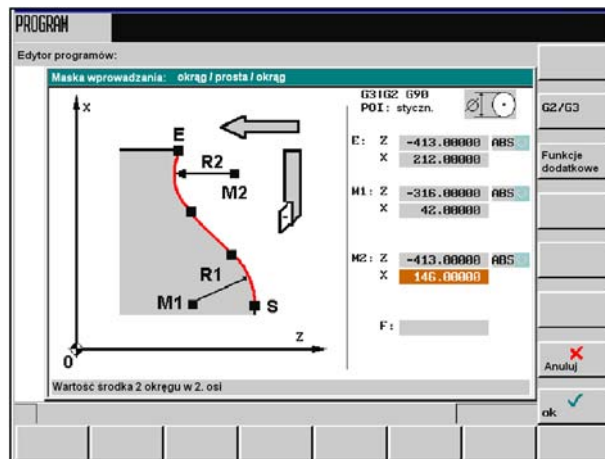 PROGRAM
Edytor programów:
Maska wprowadzania: okrąg / prosta / okrąg
G3|G2 G90
POI: styczn.
X
E
R2
M2
R1
M1
S
Z
0
E: Z -413.00000 ABS
X 212.00000
M1: Z -316.00000 ABS
X 42.00000
M2: Z -413.00000 ABS
X 146.00000
F:
Wartość środka 2 okręgu w 2. osi
G2/G3
Funkcje
dodatkowe
Anuluj
ok